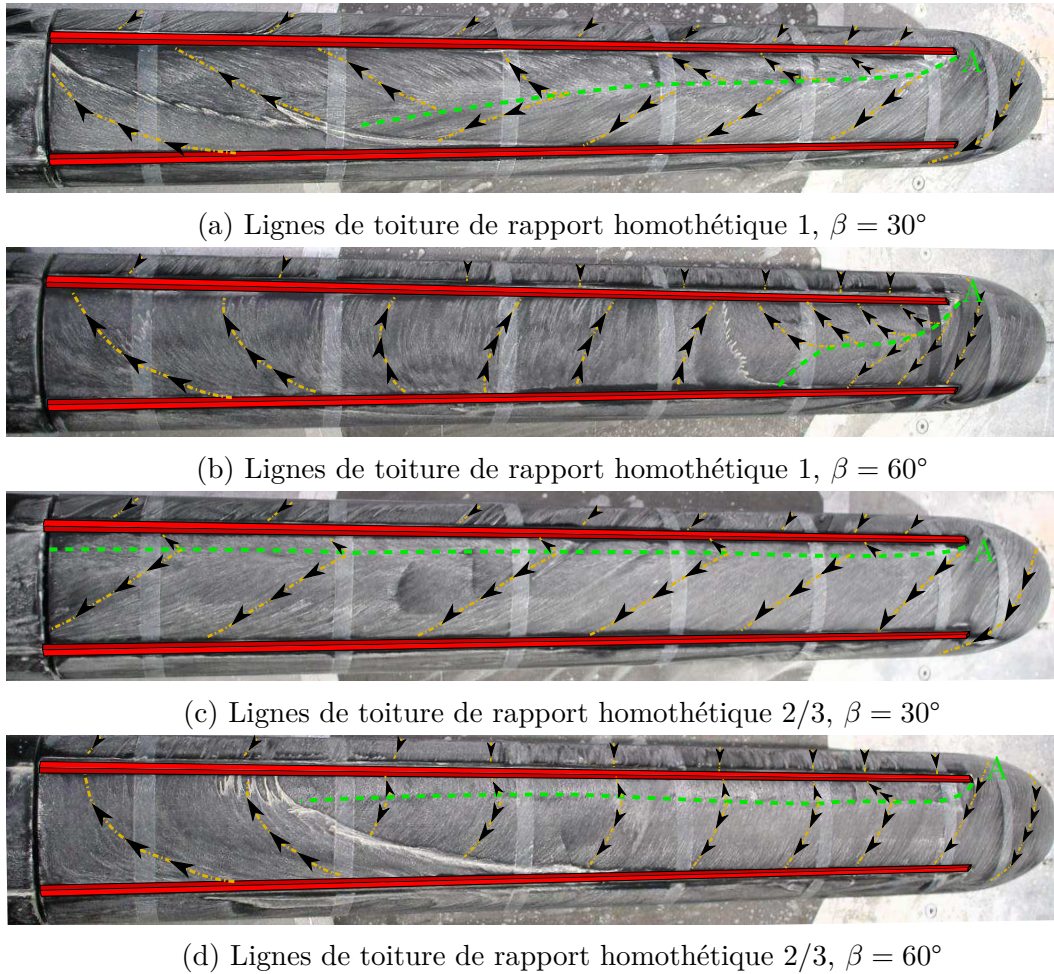 A
(a) Lignes de toiture de rapport homothétique 1, β = 30°
A
(b) Lignes de toiture de rapport homothétique 1, β = 60°
A
(c) Lignes de toiture de rapport homothétique 2/3, β = 30°
A
(d) Lignes de toiture de rapport homothétique 2/3, β = 60°